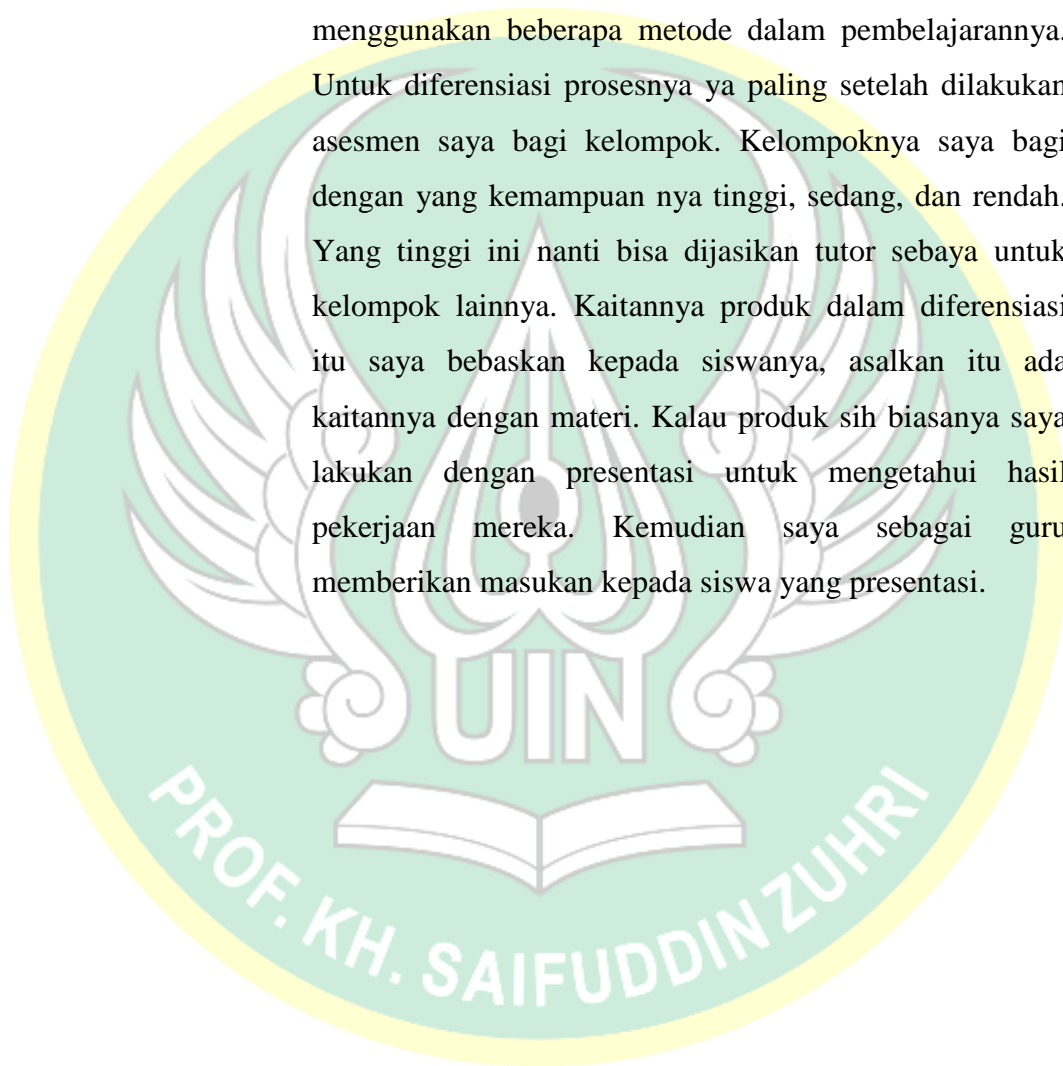 menggunakan beberapa metode dalam pembelajarannya.
Untuk diferensiasi prosesnya ya paling setelah dilakukan
asesmen saya bagi kelompok. Kelompoknya saya bagi
dengan yang kemampuan nya tinggi, sedang, dan rendah.
Yang tinggi ini nanti bisa dijasikan tutor sebaya untuk
kelompok lainnya. Kaitannya produk dalam diferensiasi
itu saya bebaskan kepada siswanya, asalkan itu ada
kaitannya dengan materi. Kalau produk sih biasanya saya
lakukan dengan presentasi untuk mengetahui hasil
pekerjaan mereka. Kemudian saya sebagai guru
memberikan masukan kepada siswa yang presentasi.
UIN
PROF. KH. SAIFUDDIN ZUHRI